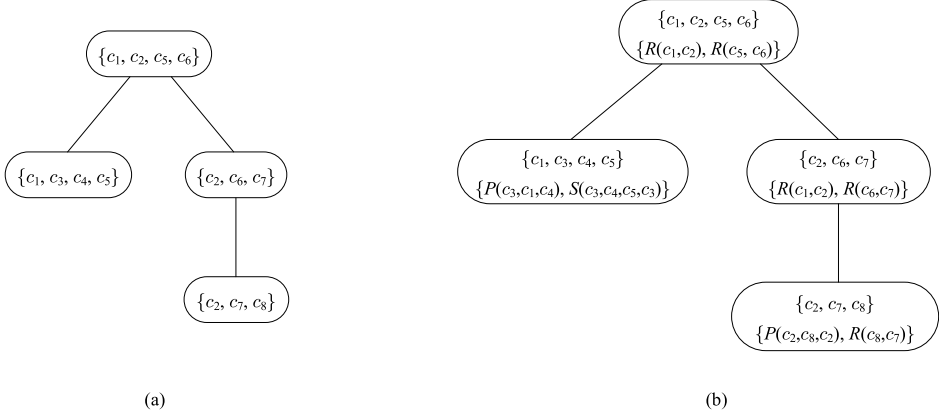 {c₁, c₂, c₅, c₆}
{c₁, c₃, c₄, c₅}
{c₂, c₆, c₇}
{c₂, c₇, c₈}
(a)
{c₁, c₂, c₅, c₆}
{R(c₁,c₂), R(c₅, c₆)}
{c₁, c₃, c₄, c₅}
{P(c₃,c₁,c₄), S(c₃,c₄,c₅,c₃)}
{c₂, c₆, c₇}
{R(c₁,c₂), R(c₆,c₇)}
{c₂, c₇, c₈}
{P(c₂,c₈,c₂), R(c₈,c₇)}
(b)